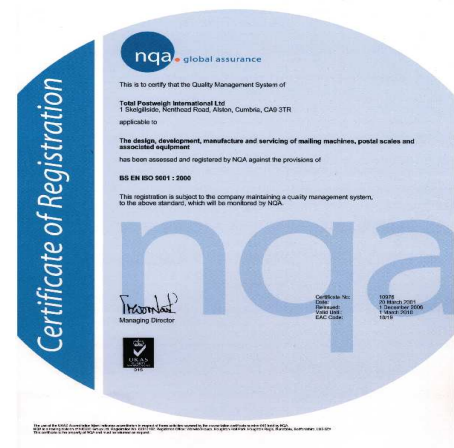 nqa. global assurance
Certificate of Registration
This is to certify that the Quality Management System of
Total Postweigh International Ltd
1 Skelgillside, Nenthead Road, Alston, Cumbria, CA9 3TR
applicable to
The design, development, manufacture and servicing of mailing machines, postal scales and
associated equipment
has been assessed and registered by NQA against the provisions of
BS EN ISO 9001 : 2000
This registration is subject to the company maintaining a quality management system,
to the above standard, which will be monitored by NQA.
nqa
Managing Director
Certificate No:
Date: 20 March 2001
Reissued: 1 December 2006
Valid Until: 1 March 2010
EAC Code: 18/19
UKAS
015